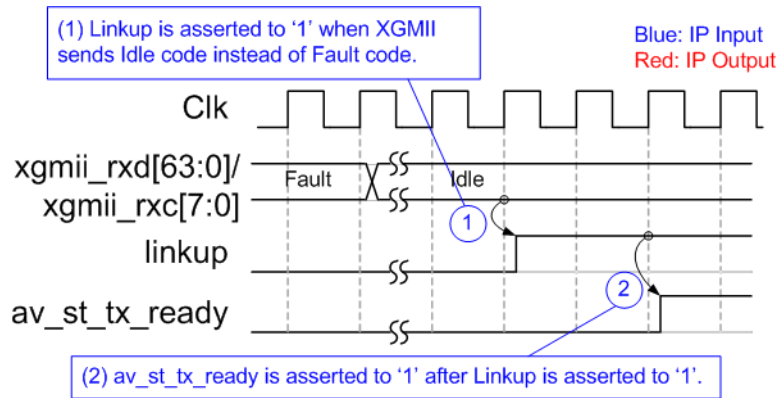 (1) Linkup is asserted to ‘1’ when XGMII
sends Idle code instead of Fault code.
Blue: IP Input
Red: IP Output
Clk
xgmii_rxd[63:0]/
xgmii_rxc[7:0]
Fault
Idle
1
linkup
2
av_st_tx_ready
(2) av_st_tx_ready is asserted to ‘1’ after Linkup is asserted to ‘1’.